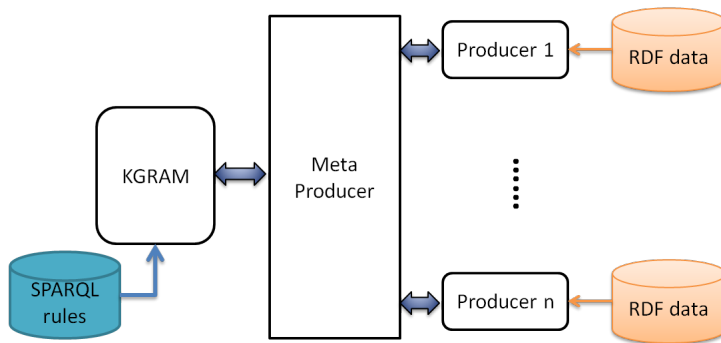 Producer 1
RDF data
KGRAM
Meta
Producer
SPARQL
rules
Producer n
RDF data